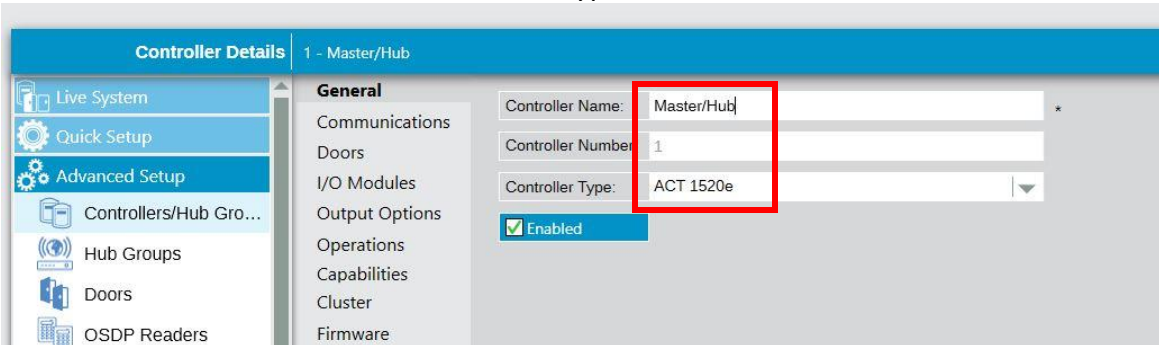 Controller Details
1 - Master/Hub
Live System
Quick Setup
Advanced Setup
Controllers/Hub Gro...
Hub Groups
Doors
OSDP Readers
General
Communications
Doors
I/O Modules
Output Options
Operations
Capabilities
Cluster
Firmware
Controller Name: Master/Hub *
Controller Number 1
Controller Type: ACT 1520e
Enabled